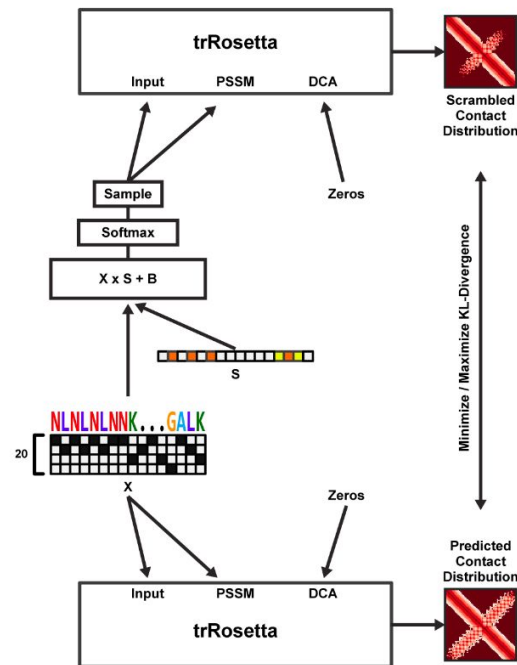 trRosetta
Input PSSM DCA
Scrambled
Contact
Distribution
Sample
Zeros
Softmax
X x S + B
S
Minimize / Maximize KL-Divergence
NLNLNLNNK...GALK
20
X
Zeros
Predicted
Contact
Distribution
Input PSSM DCA
trRosetta